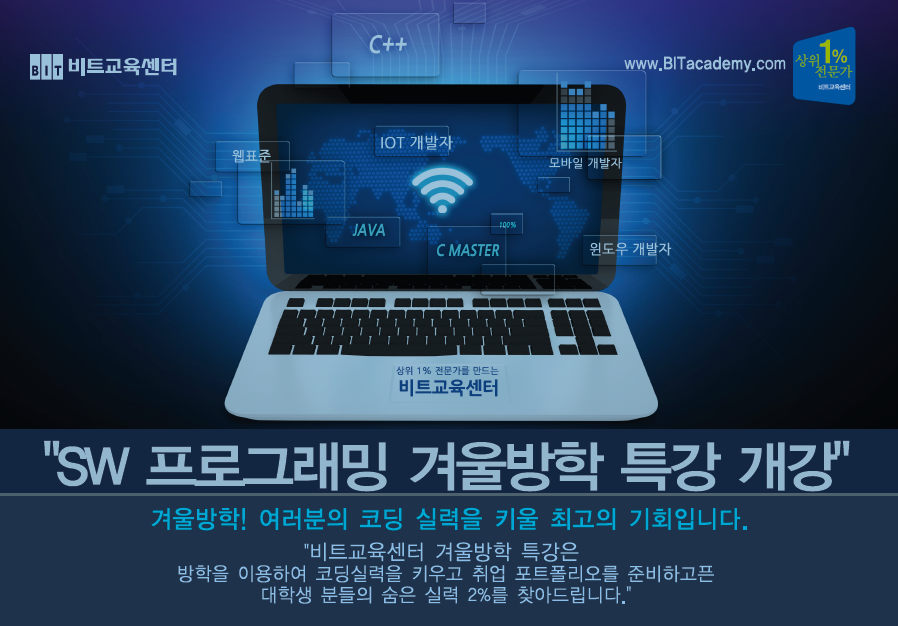 C++
BIT 비트교육센터
www.BITacademy.com
상위 1%
전문가
비트교육센터
IOT 개발자
웹표준
모바일 개발자
JAVA
100%
C MASTER
윈도우 개발자
상위 1% 전문가를 만드는
비트교육센터
"SW 프로그래밍 겨울방학 특강 개강"
겨울방학! 여러분의 코딩 실력을 키울 최고의 기회입니다.
"비트교육센터 겨울방학 특강은
방학을 이용하여 코딩실력을 키우고 취업 포트폴리오를 준비하고픈
대학생 분들의 숨은 실력 2%를 찾아드립니다."